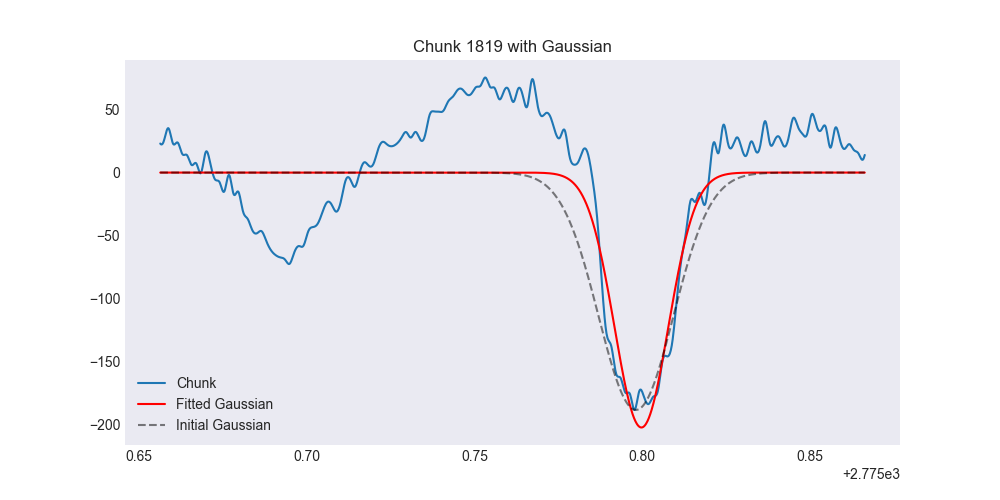 Chunk 1819 with Gaussian
50
0
−50
−100
−150
−200
Chunk
Fitted Gaussian
Initial Gaussian
0.65 0.70 0.75 0.80 0.85
+2.775e3